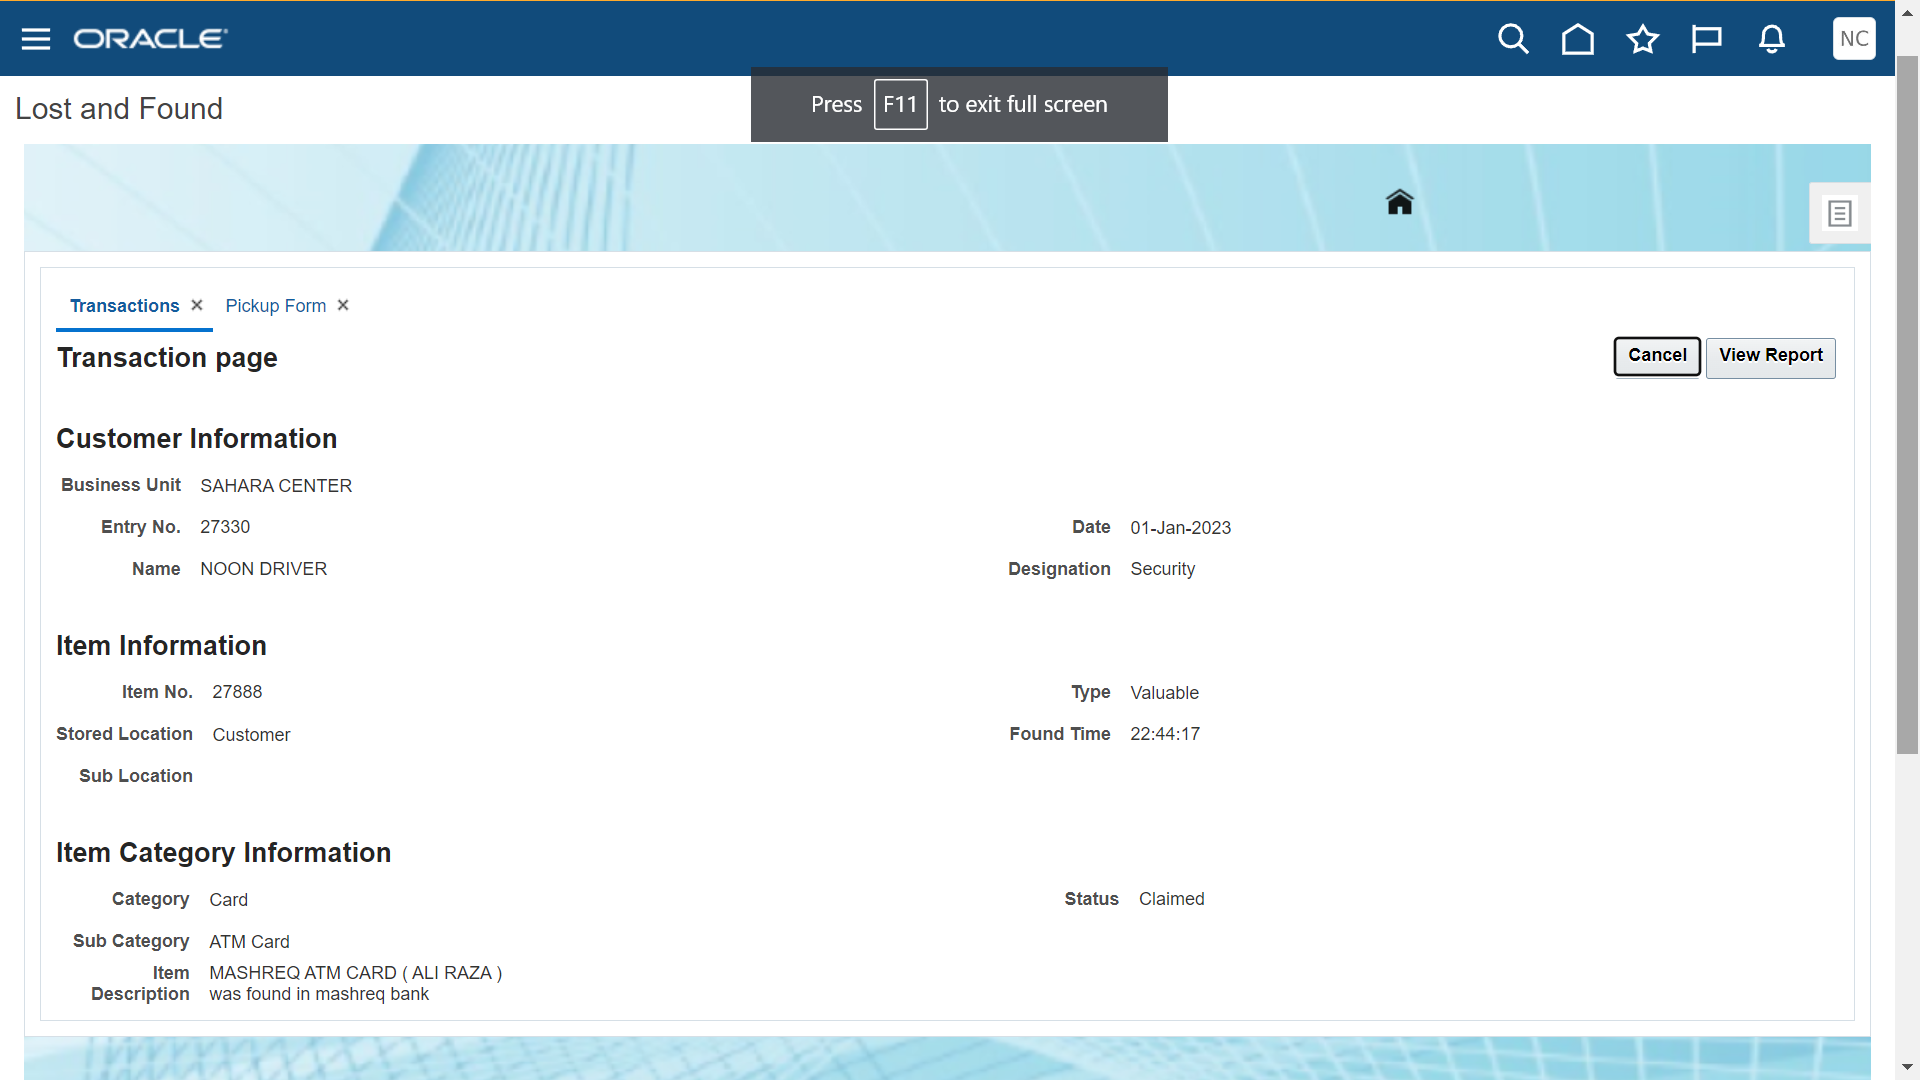 ORACLE
NC
Press F11 to exit full screen
Lost and Found
Transactions
Pickup Form
Transaction page
Cancel
View Report
Customer Information
Business Unit SAHARA CENTER
Entry No. 27330
Date 01-Jan-2023
Name NOON DRIVER
Designation Security
Item Information
Item No. 27888
Type Valuable
Stored Location Customer
Found Time 22:44:17
Sub Location
Item Category Information
Category Card
Status Claimed
Sub Category ATM Card
Item MASHREQ ATM CARD ( ALI RAZA )
Description was found in mashreq bank